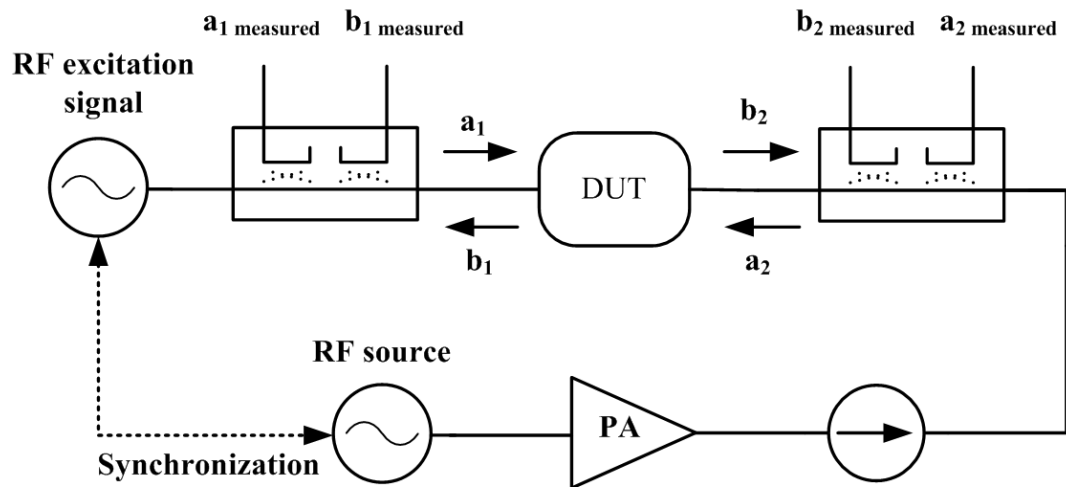 a1 measured b1 measured
b2 measured a2 measured
RF excitation
signal
a1
b2
DUT
b1
a2
RF source
PA
Synchronization